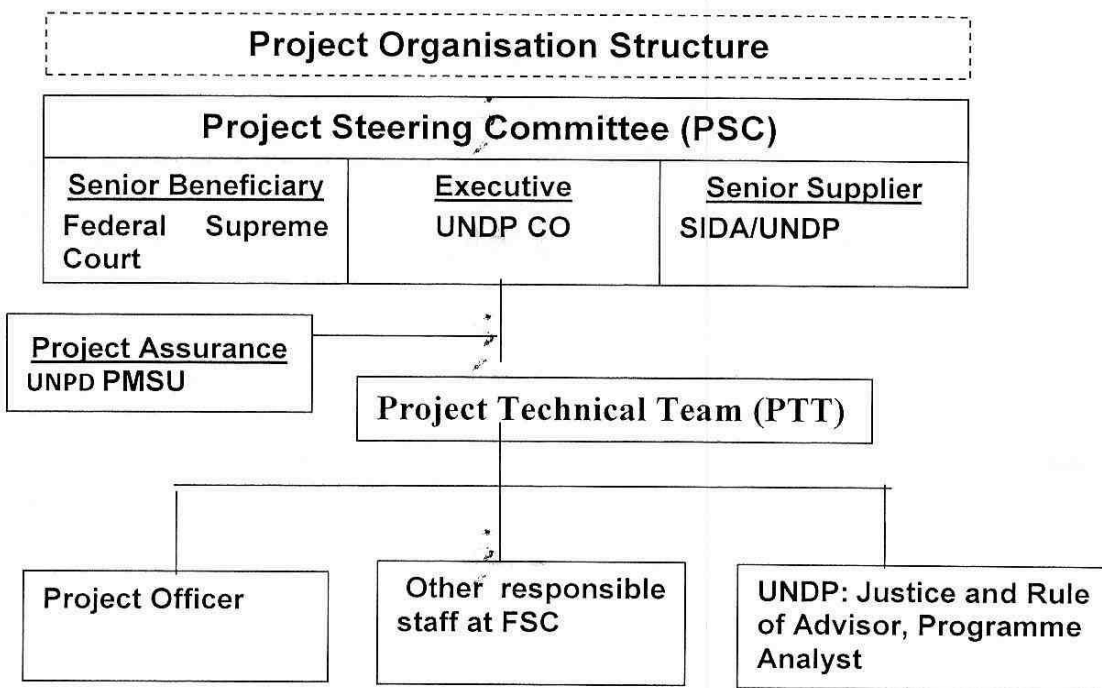 Project Organisation Structure
Project Steering Committee (PSC)
Senior Beneficiary
Federal Supreme
Court
Executive
UNDP CO
Senior Supplier
SIDA/UNDP
Project Assurance
UNPD PMSU
Project Technical Team (PTT)
Project Officer
Other responsible
staff at FSC
UNDP: Justice and Rule
of Advisor, Programme
Analyst